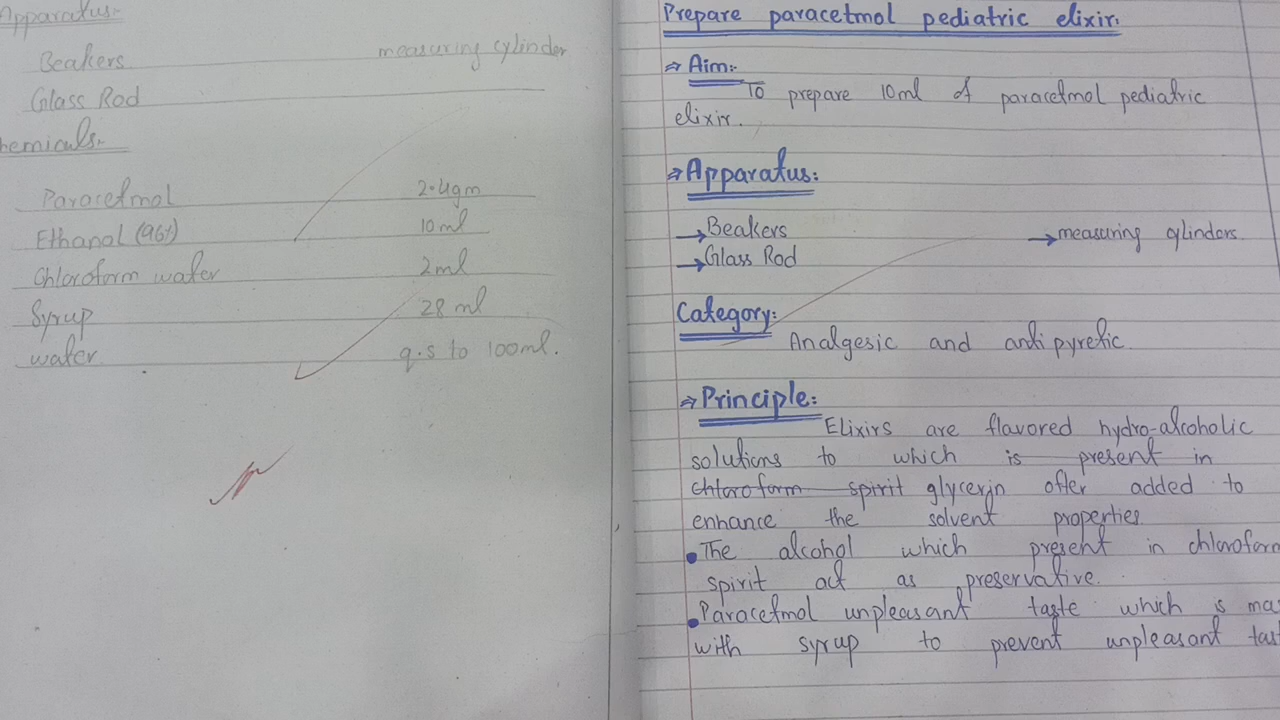 Apparatus:-
Beakers measuring cylinder
Glass Rod
hemicals:-
Paracetmol 2.4gm
Ethanol (96%) 10ml
Chloroform water 2ml
Syrup 28 ml
water q.s to 100ml.
Prepare paracetmol pediatric elixir:
⇒ Aim:-
To prepare 10ml of paracetmol pediatric
elixir.
⇒ Apparatus:
→ Beakers → measuring cylinders
→ Glass Rod
Category:
Analgesic and antipyretic
⇒ Principle:
Elixirs are flavored hydro-alcoholic
solutions to which is present in
chloroform spirit glycerin ofter added to
enhance the solvent properties
• The alcohol which present in chloroform
spirit act as preservative.
• Paracetmol unpleasant taste which is ma
with syrup to prevent unpleasant tas